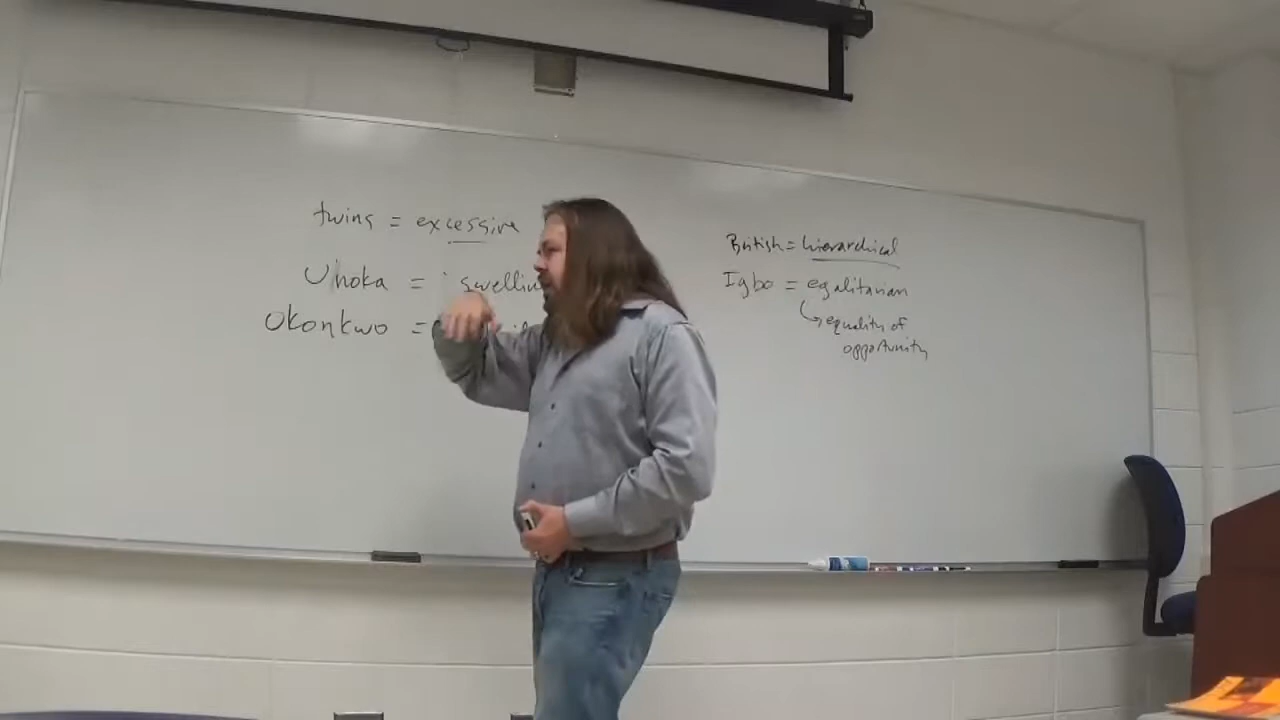 twins = excessive
Unoka = swellin
Okonkwo =
British = hierarchical
Igbo = egalitarian
↳ equality of
opportunity